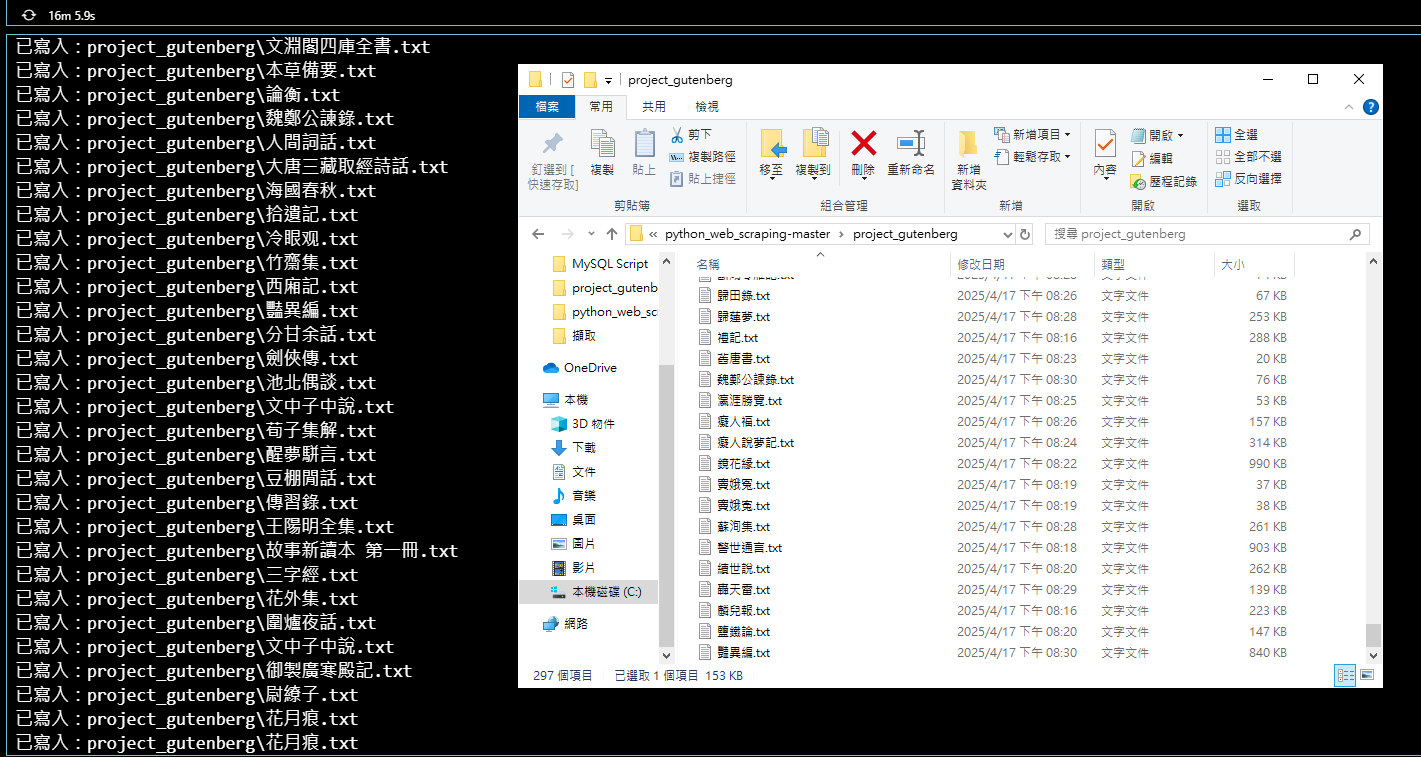 16m 5.9s
已寫入：project_gutenberg\文淵閣四庫全書.txt
已寫入：project_gutenberg\本草備要.txt
已寫入：project_gutenberg\論衡.txt
已寫入：project_gutenberg\魏鄭公諫錄.txt
已寫入：project_gutenberg\人間詞話.txt
已寫入：project_gutenberg\大唐三藏取經詩話.txt
已寫入：project_gutenberg\海國春秋.txt
已寫入：project_gutenberg\拾遺記.txt
已寫入：project_gutenberg\冷眼观.txt
已寫入：project_gutenberg\竹齋集.txt
已寫入：project_gutenberg\西廂記.txt
已寫入：project_gutenberg\豔異編.txt
已寫入：project_gutenberg\分甘余話.txt
已寫入：project_gutenberg\劍俠傳.txt
已寫入：project_gutenberg\池北偶談.txt
已寫入：project_gutenberg\文中子中說.txt
已寫入：project_gutenberg\荀子集解.txt
已寫入：project_gutenberg\醒夢駢言.txt
已寫入：project_gutenberg\豆棚閒話.txt
已寫入：project_gutenberg\傳習錄.txt
已寫入：project_gutenberg\王陽明全集.txt
已寫入：project_gutenberg\故事新讀本 第一冊.txt
已寫入：project_gutenberg\三字經.txt
已寫入：project_gutenberg\花外集.txt
已寫入：project_gutenberg\圍爐夜話.txt
已寫入：project_gutenberg\文中子中說.txt
已寫入：project_gutenberg\御製廣寒殿記.txt
已寫入：project_gutenberg\尉繚子.txt
已寫入：project_gutenberg\花月痕.txt
已寫入：project_gutenberg\花月痕.txt
project_gutenberg
檔案 常用 共用 檢視
釘選到 [快速存取]
複製
貼上
剪下
複製路徑
貼上捷徑
剪貼簿
移至
複製到
刪除
重新命名
組合管理
新增資料夾
新增項目
輕鬆存取
新增
內容
開啟
編輯
歷程記錄
開啟
全選
全部不選
反向選擇
選取
« python_web_scraping-master › project_gutenberg
搜尋 project_gutenberg
MySQL Script
project_gutenb
python_web_sc
擷取
OneDrive
本機
3D 物件
下載
文件
音樂
桌面
圖片
影片
本機磁碟 (C:)
網路
名稱 修改日期 類型 大小
歸田錄.txt 2025/4/17 下午 08:26 文字文件 67 KB
歸蓮夢.txt 2025/4/17 下午 08:28 文字文件 253 KB
禮記.txt 2025/4/17 下午 08:16 文字文件 288 KB
舊唐書.txt 2025/4/17 下午 08:23 文字文件 20 KB
魏鄭公諫錄.txt 2025/4/17 下午 08:30 文字文件 76 KB
瀛涯勝覽.txt 2025/4/17 下午 08:25 文字文件 53 KB
癡人福.txt 2025/4/17 下午 08:26 文字文件 157 KB
癡人說夢記.txt 2025/4/17 下午 08:24 文字文件 314 KB
鏡花緣.txt 2025/4/17 下午 08:22 文字文件 990 KB
竇娥冤.txt 2025/4/17 下午 08:19 文字文件 37 KB
竇娥寃.txt 2025/4/17 下午 08:19 文字文件 38 KB
蘇洵集.txt 2025/4/17 下午 08:28 文字文件 261 KB
警世通言.txt 2025/4/17 下午 08:18 文字文件 903 KB
續世說.txt 2025/4/17 下午 08:20 文字文件 262 KB
轟天雷.txt 2025/4/17 下午 08:29 文字文件 139 KB
麟兒報.txt 2025/4/17 下午 08:16 文字文件 223 KB
鹽鐵論.txt 2025/4/17 下午 08:20 文字文件 147 KB
豔異編.txt 2025/4/17 下午 08:30 文字文件 840 KB
297 個項目 已選取 1 個項目 153 KB